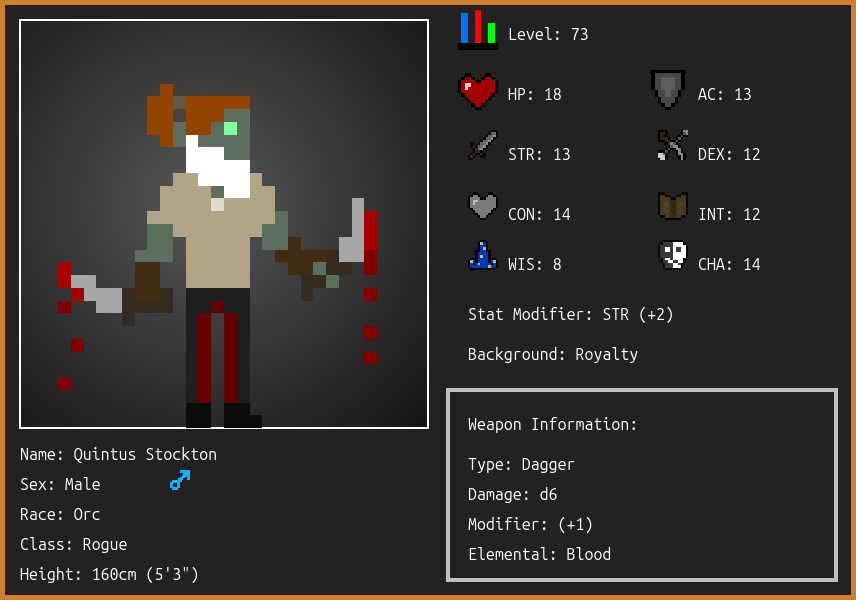 Level: 73
HP: 18
AC: 13
STR: 13
DEX: 12
CON: 14
INT: 12
WIS: 8
CHA: 14
Stat Modifier: STR (+2)
Background: Royalty
Weapon Information:
Type: Dagger
Damage: d6
Modifier: (+1)
Elemental: Blood
Name: Quintus Stockton
Sex: Male
Race: Orc
Class: Rogue
Height: 160cm (5'3")